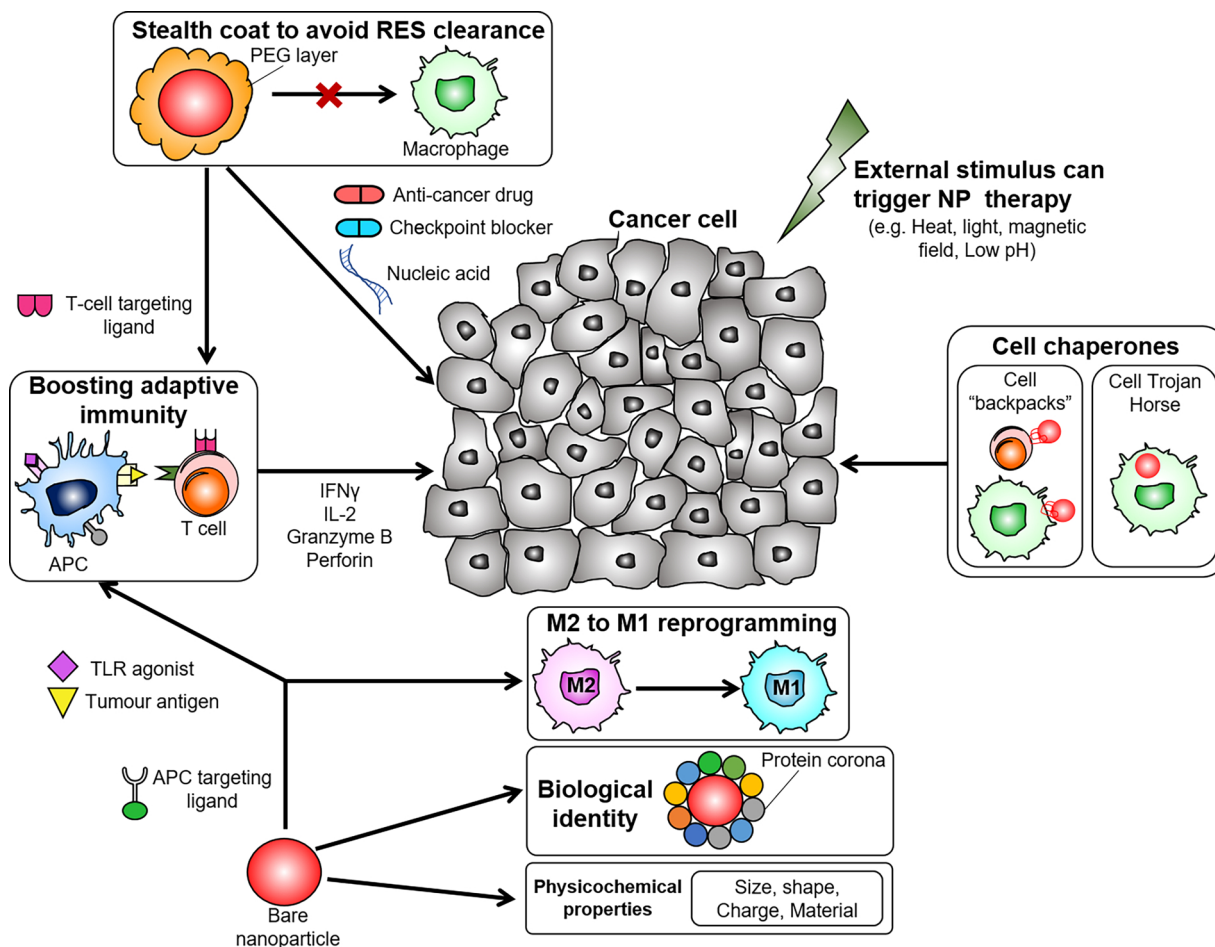 Stealth coat to avoid RES clearance
PEG layer
Macrophage
Anti-cancer drug
Checkpoint blocker
Nucleic acid
Cancer cell
External stimulus can
trigger NP therapy
(e.g. Heat, light, magnetic
field, Low pH)
T-cell targeting
ligand
Boosting adaptive
immunity
T cell
APC
IFNγ
IL-2
Granzyme B
Perforin
Cell chaperones
Cell
“backpacks”
Cell Trojan
Horse
TLR agonist
Tumour antigen
APC targeting
ligand
Bare
nanoparticle
M2 to M1 reprogramming
M2
M1
Biological
identity
Protein corona
Physicochemical
properties
Size, shape,
Charge, Material